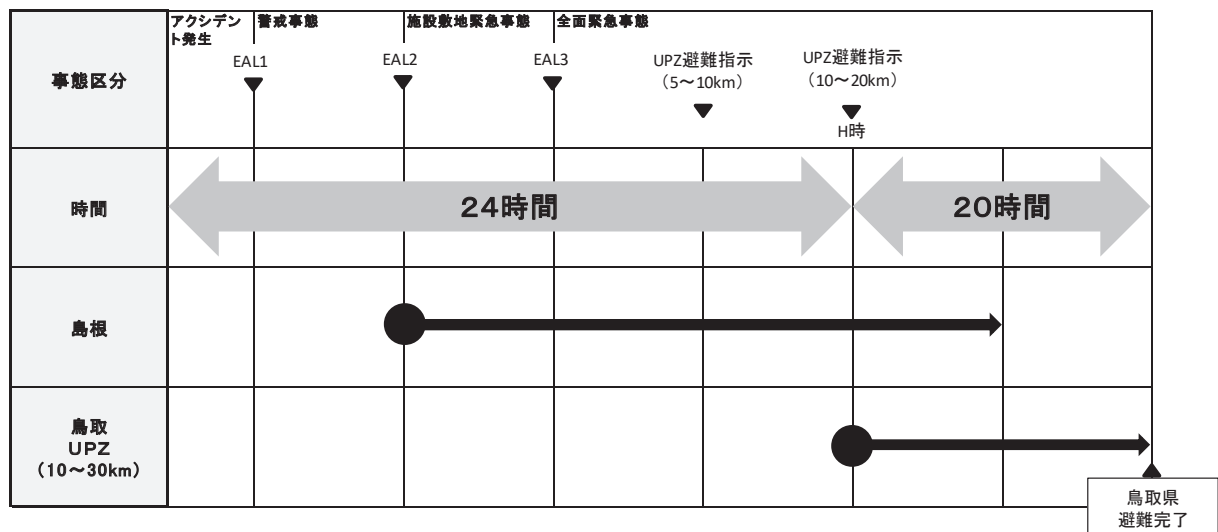 事態区分
アクシデン
ト発生
警戒事態
施設敷地緊急事態
全面緊急事態
EAL1
EAL2
EAL3
UPZ避難指示
（5～10km）
UPZ避難指示
（10～20km）
H時
時間
24時間
20時間
島根
鳥取
UPZ
（10～30km）
鳥取県
避難完了